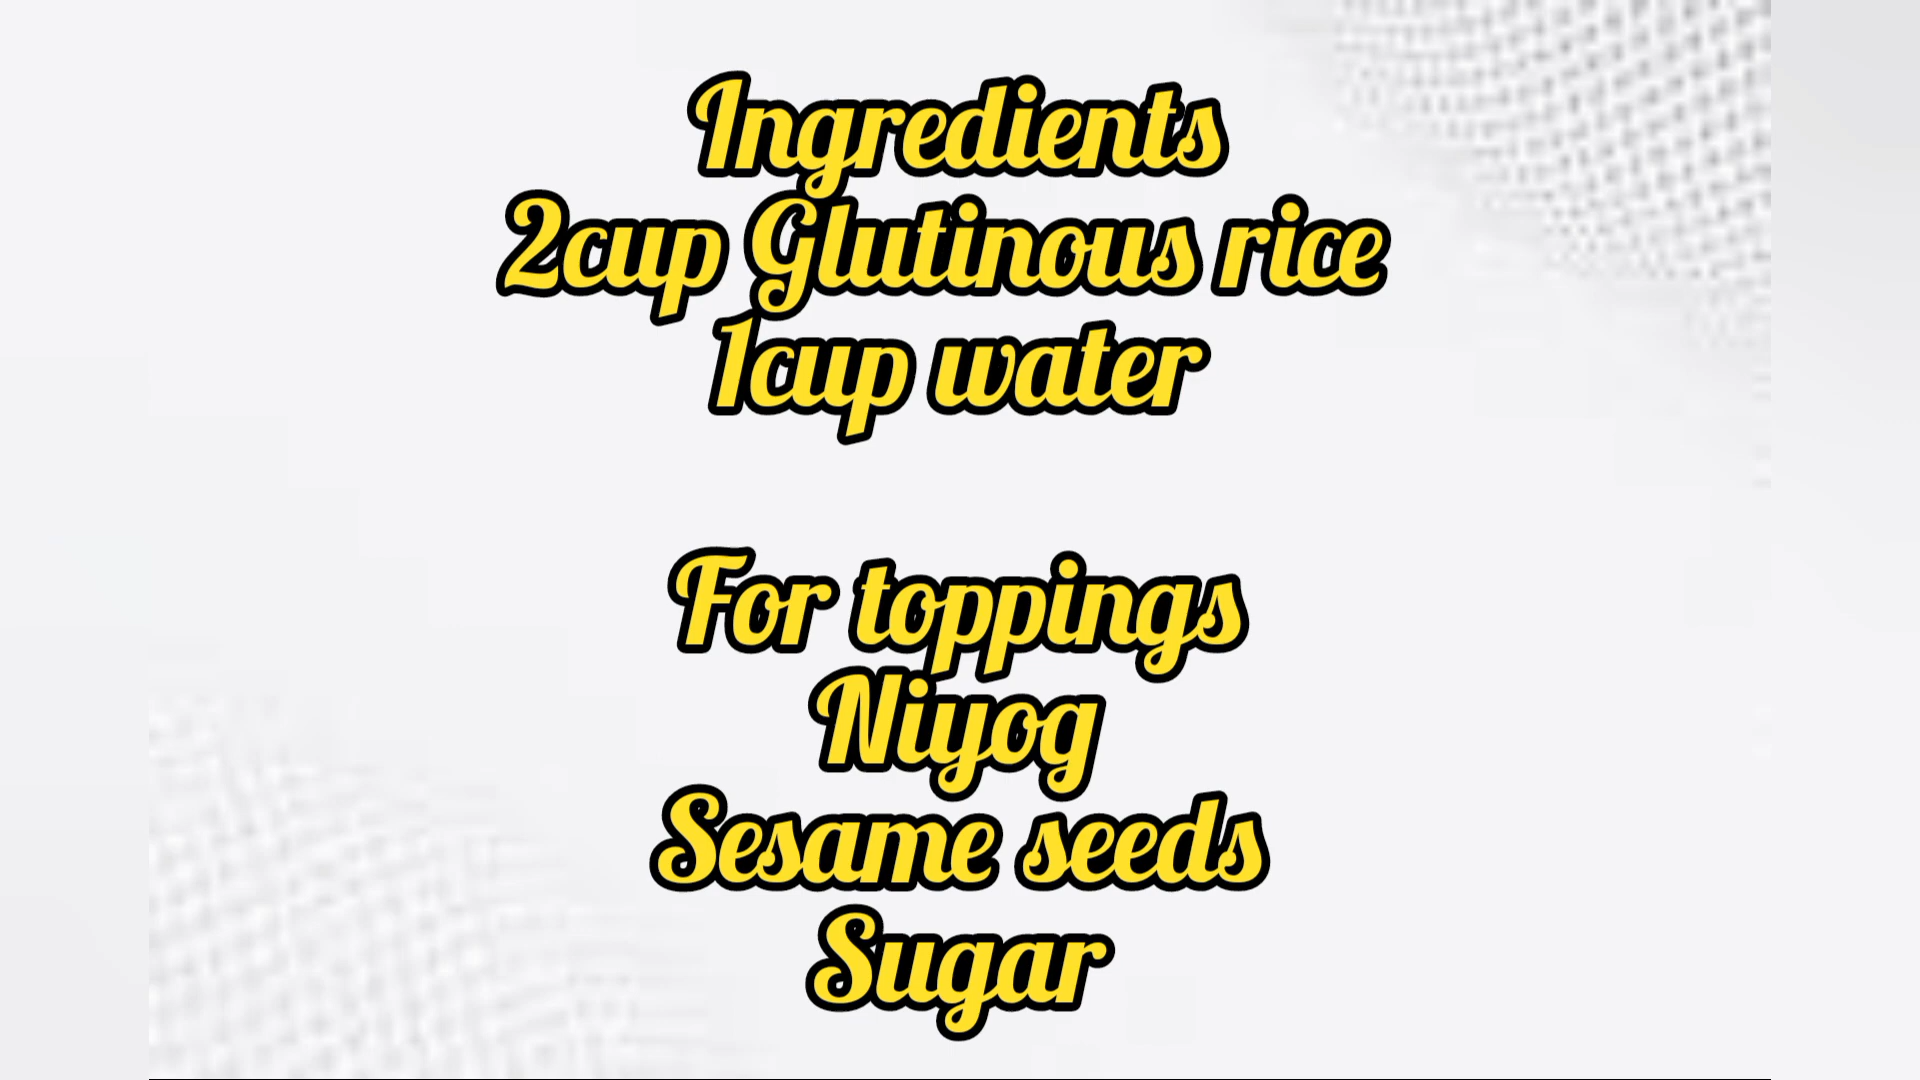 Ingredients
2cup Glutinous rice
1cup water
For toppings
Niyog
Sesame seeds
Sugar